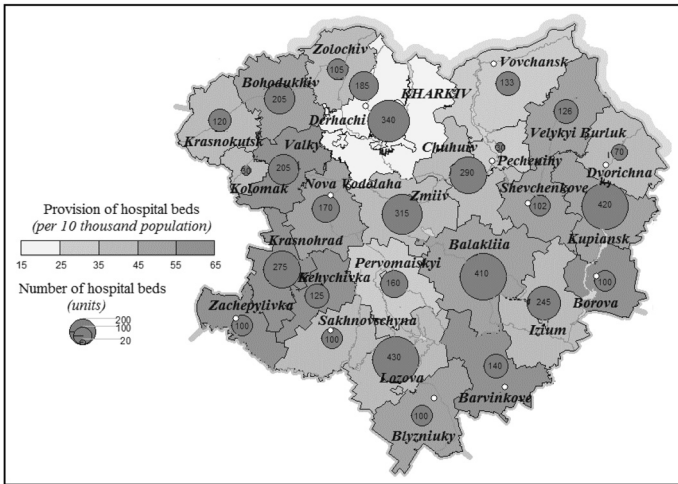 Zolochiv
105
185
Vovchansk
133
Bohodukhiv
205
KHARKIV
340
Derhachi
126
Velykyi Burluk
120
Krasnokutsk
Valky
205
Chuhuiv
290
Pechenihy
70
Dvorichna
Kolomak
Nova Vodolaha
170
Zmiiv
315
Shevchenkove
102
420
Kupiansk
Provision of hospital beds
(per 10 thousand population)
15 25 35 45 55 65
Krasnohrad
275
Balakliia
410
Pervomaiskyi
160
Kehychivka
125
Number of hospital beds
(units)
200
100
20
Zachepylivka
100
Borova
100
245
Izium
Sakhnovschyna
100
430
Lozova
140
Barvinkove
100
Blyzniuky